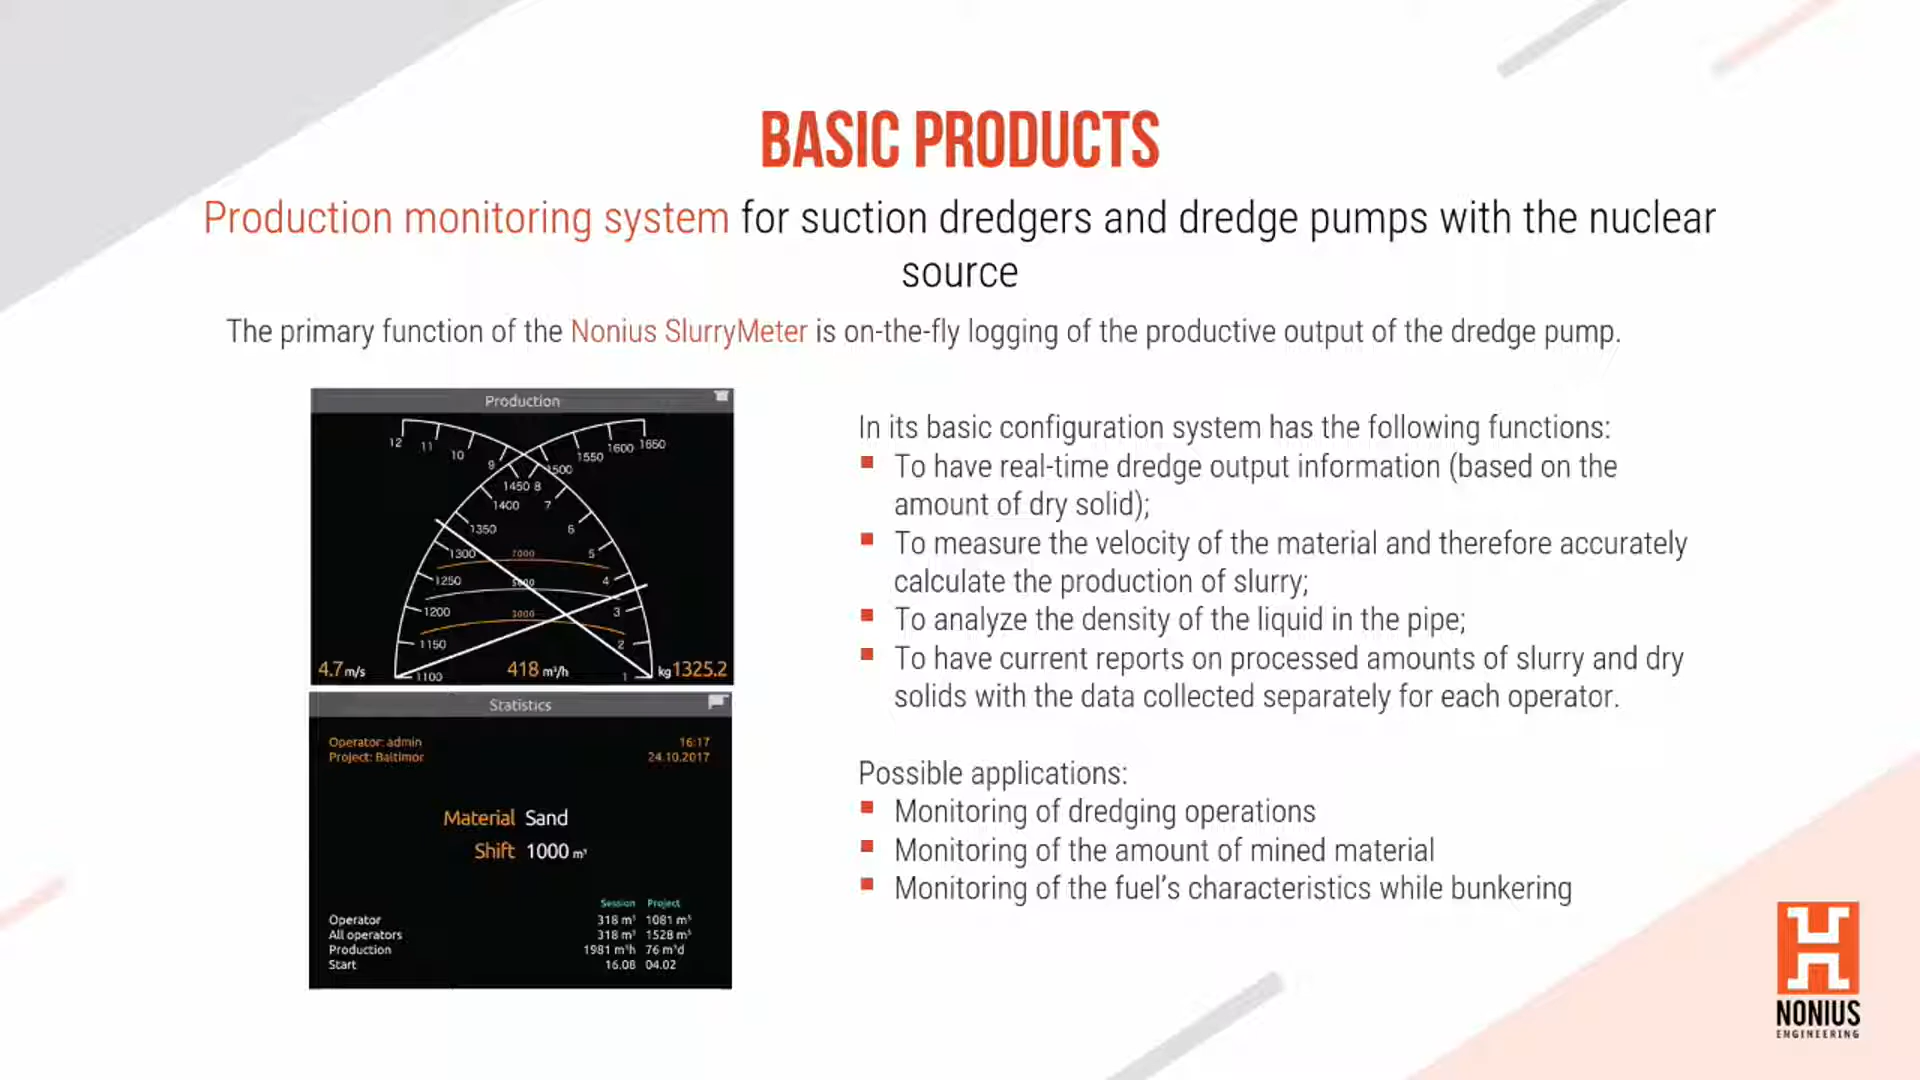 BASIC PRODUCTS
Production monitoring system for suction dredgers and dredge pumps with the nuclear
source
The primary function of the Nonius SlurryMeter is on-the-fly logging of the productive output of the dredge pump.
Production
12 11 10 9 8 7 6 5 4 3 2 1
1650 1600 1550 1500 1450 1400 1350 1300 1250 1200 1150 1100
7000
5000
3000
4.7 m/s
418 m³/h
kg 1325.2
Statistics
Operator: admin 16:17
Project: Baltimor 24.10.2017
Material Sand
Shift 1000 m³
Session Project
Operator 318 m³ 1081 m³
All operators 318 m³ 1528 m³
Production 1981 m³h 76 m³d
Start 16.08 04.02
In its basic configuration system has the following functions:
To have real-time dredge output information (based on the
amount of dry solid);
To measure the velocity of the material and therefore accurately
calculate the production of slurry;
To analyze the density of the liquid in the pipe;
To have current reports on processed amounts of slurry and dry
solids with the data collected separately for each operator.
Possible applications:
Monitoring of dredging operations
Monitoring of the amount of mined material
Monitoring of the fuel's characteristics while bunkering
NONIUS
ENGINEERING